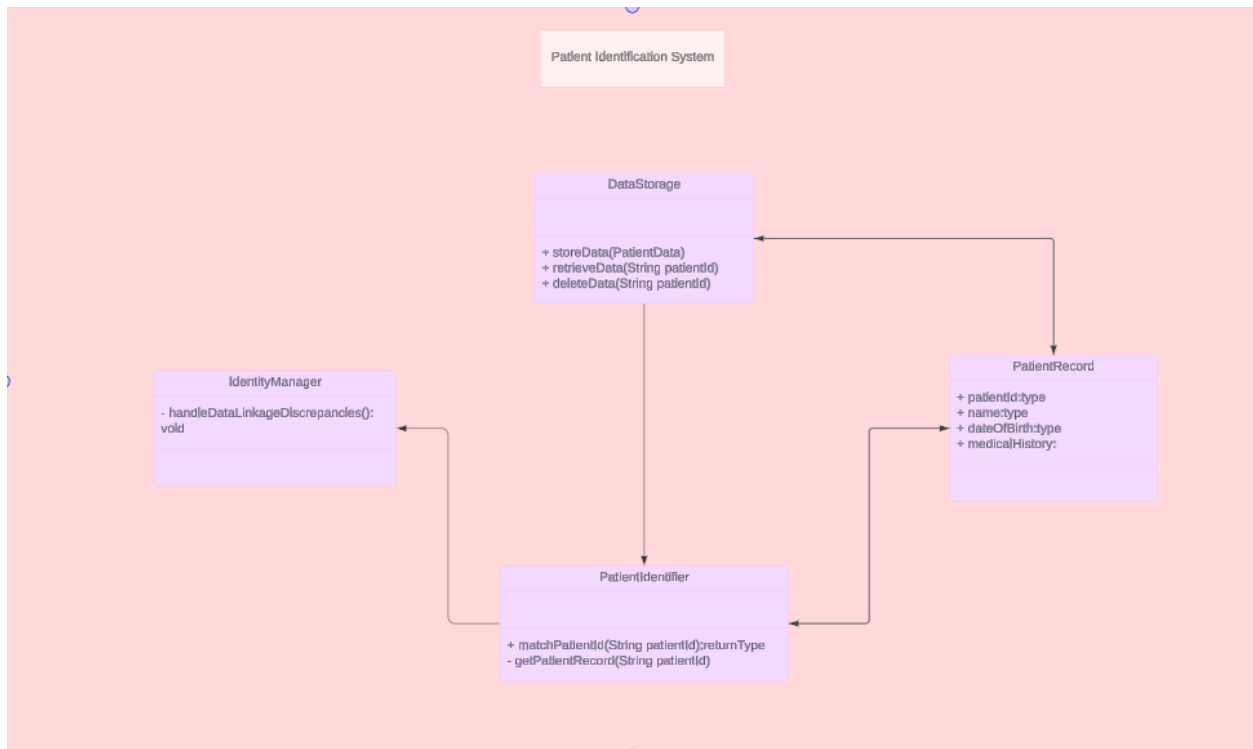 Patient Identification System
DataStorage
+ storeData(PatientData)
+ retrieveData(String patientId)
+ deleteData(String patientId)
PatientRecord
+ patientId:type
+ name:type
+ dateOfBirth:type
+ medicalHistory:
IdentityManager
- handleDataLinkageDiscrepancies():
void
PatientIdentifier
+ matchPatientId(String patientId):returnType
- getPatientRecord(String patientId)